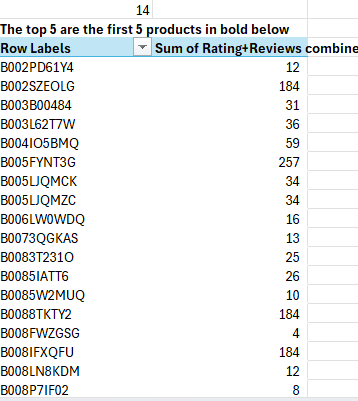 14
The top 5 are the first 5 products in bold below
Row Labels Sum of Rating+Reviews combine
B002PD61Y4 12
B002SZEOLG 184
B003B00484 31
B003L62T7W 36
B004IO5BMQ 59
B005FYNT3G 257
B005LJQMCK 34
B005LJQMZC 34
B006LW0WDQ 16
B0073QGKAS 13
B0083T231O 25
B0085IATT6 26
B0085W2MUQ 10
B0088TKTY2 184
B008FWZGSG 4
B008IFXQFU 184
B008LN8KDM 12
B008P7IF02 8